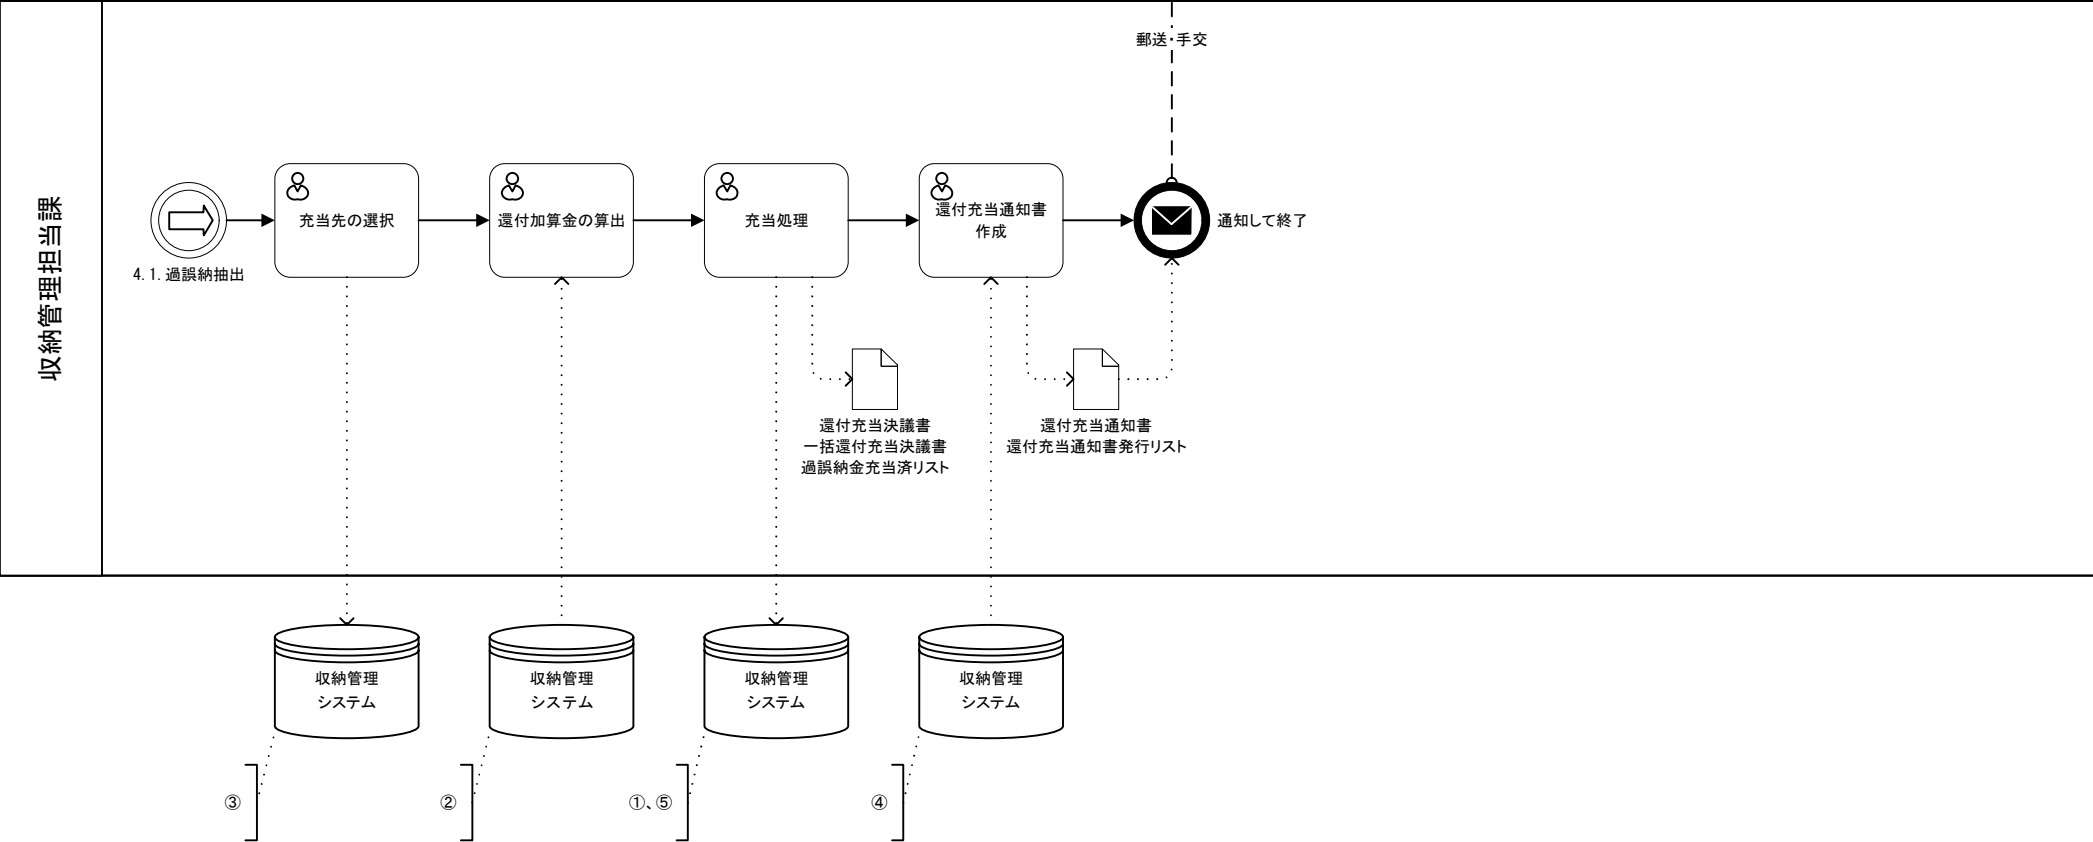 郵送・手交
収納管理担当課
4.1.過誤納抽出
充当先の選択
還付加算金の算出
充当処理
還付充当通知書
作成
通知して終了
還付充当決議書
一括還付充当決議書
過誤納金充当済リスト
還付充当通知書
還付充当通知書発行リスト
収納管理
システム
収納管理
システム
収納管理
システム
収納管理
システム
③
②
①、⑤
④